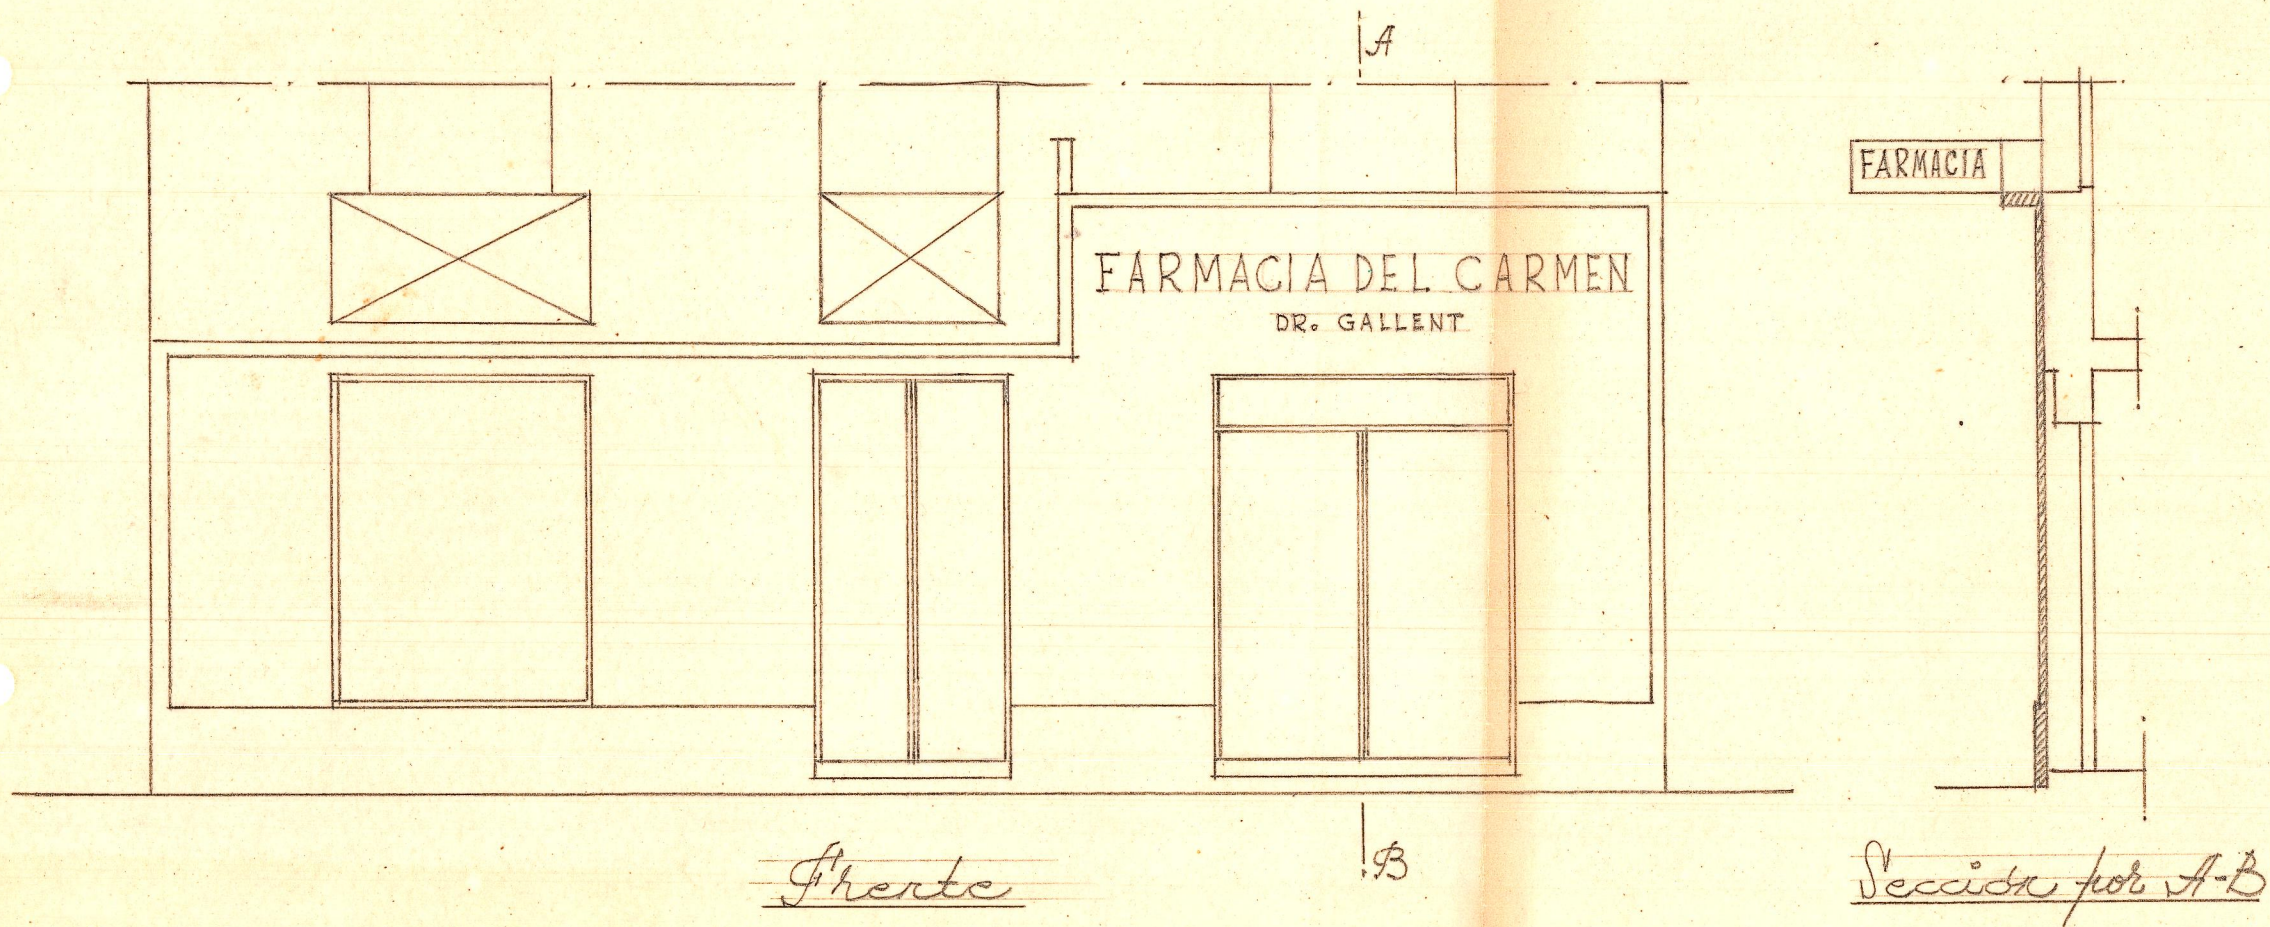 A
FARMACIA
FARMACIA DEL CARMEN
DR. GALLENT
B
Frente
Sección por A-B